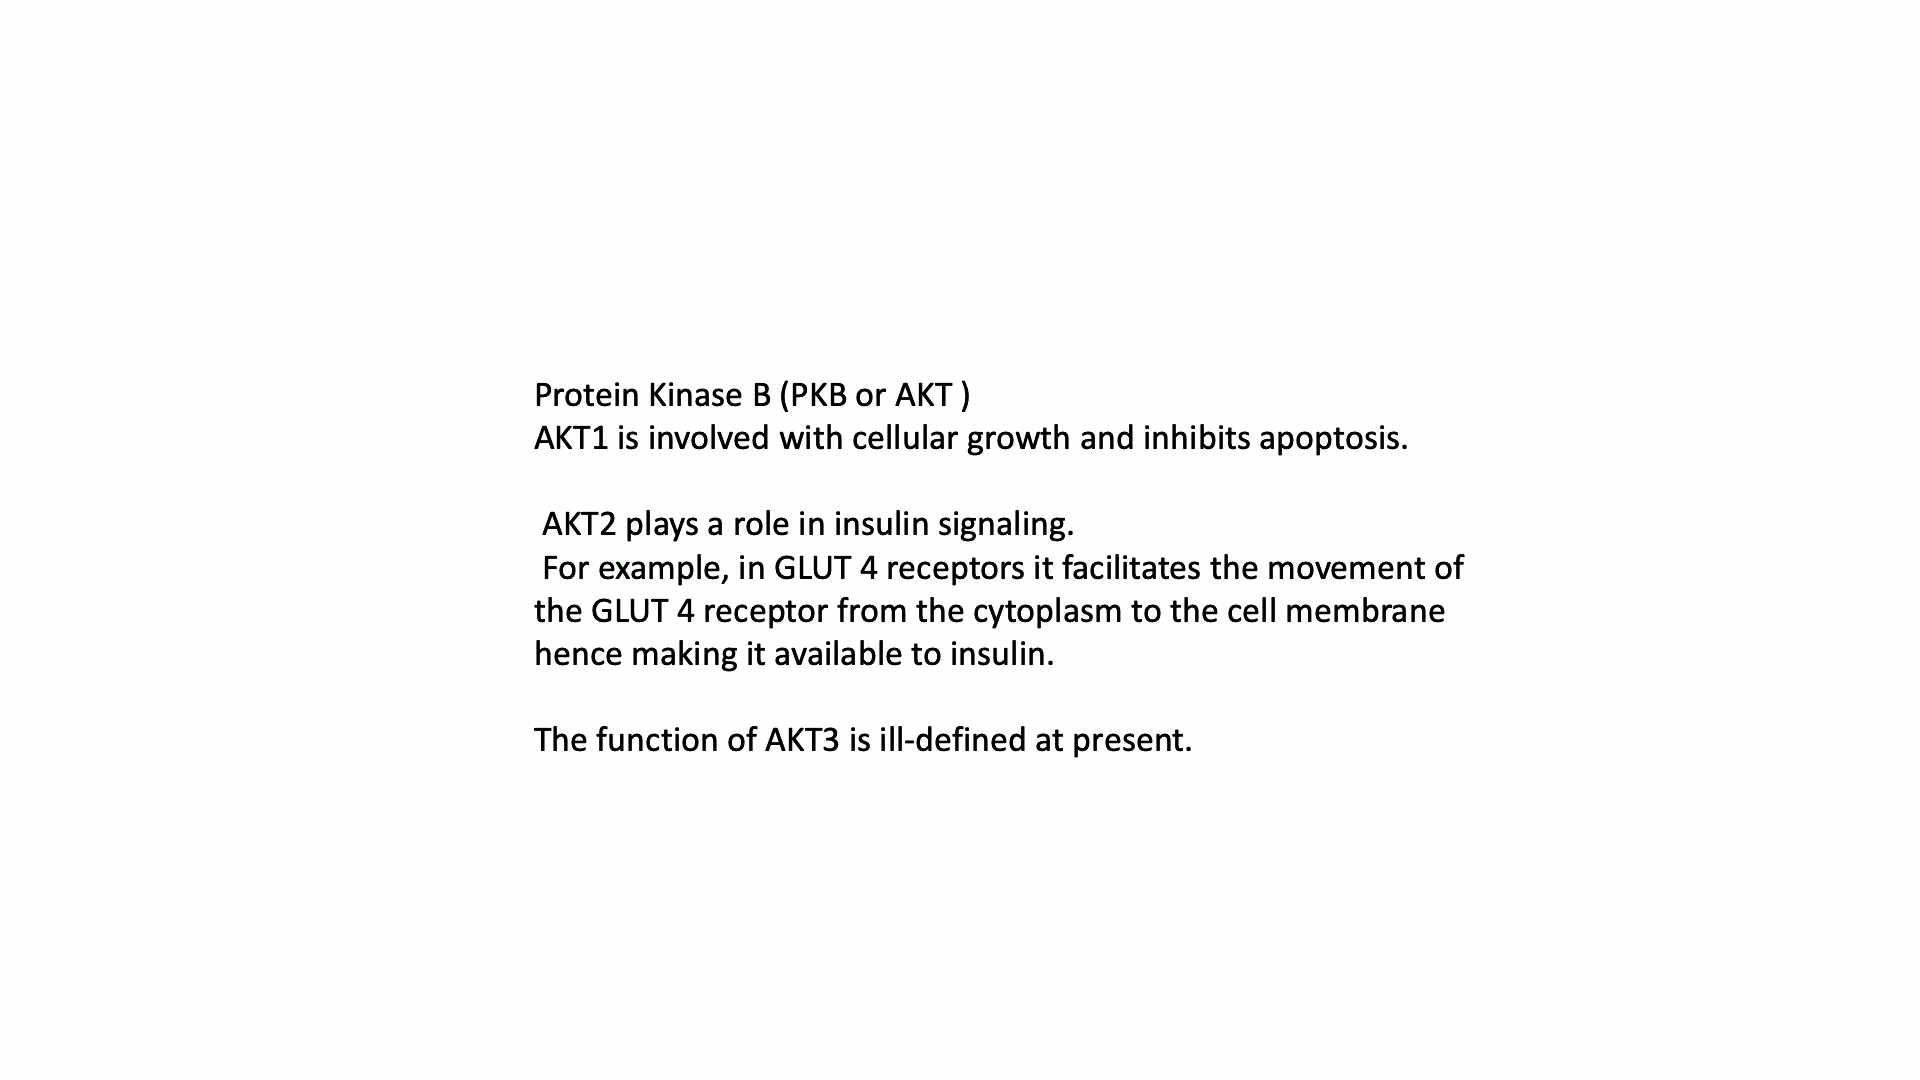 Protein Kinase B (PKB or AKT )
AKT1 is involved with cellular growth and inhibits apoptosis.
AKT2 plays a role in insulin signaling.
For example, in GLUT 4 receptors it facilitates the movement of
the GLUT 4 receptor from the cytoplasm to the cell membrane
hence making it available to insulin.
The function of AKT3 is ill-defined at present.